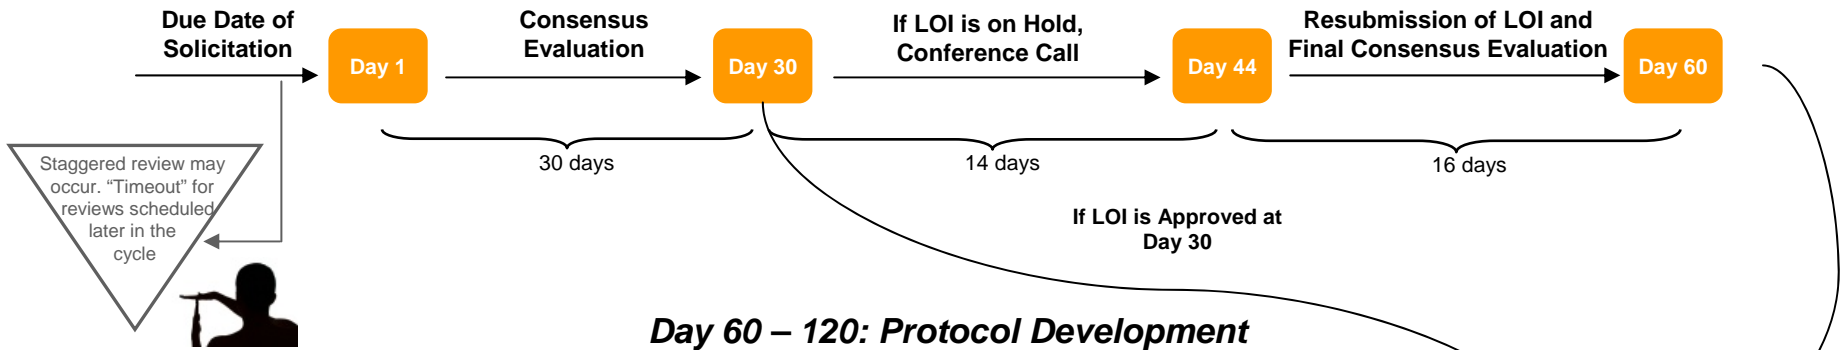 Due Date of
Solicitation
Day 1
Consensus
Evaluation
Day 30
If LOI is on Hold,
Conference Call
Day 44
Resubmission of LOI and
Final Consensus Evaluation
Day 60
30 days
14 days
16 days
Staggered review may
occur. “Timeout” for
reviews scheduled
later in the
cycle
If LOI is Approved at
Day 30
Day 60 – 120: Protocol Development